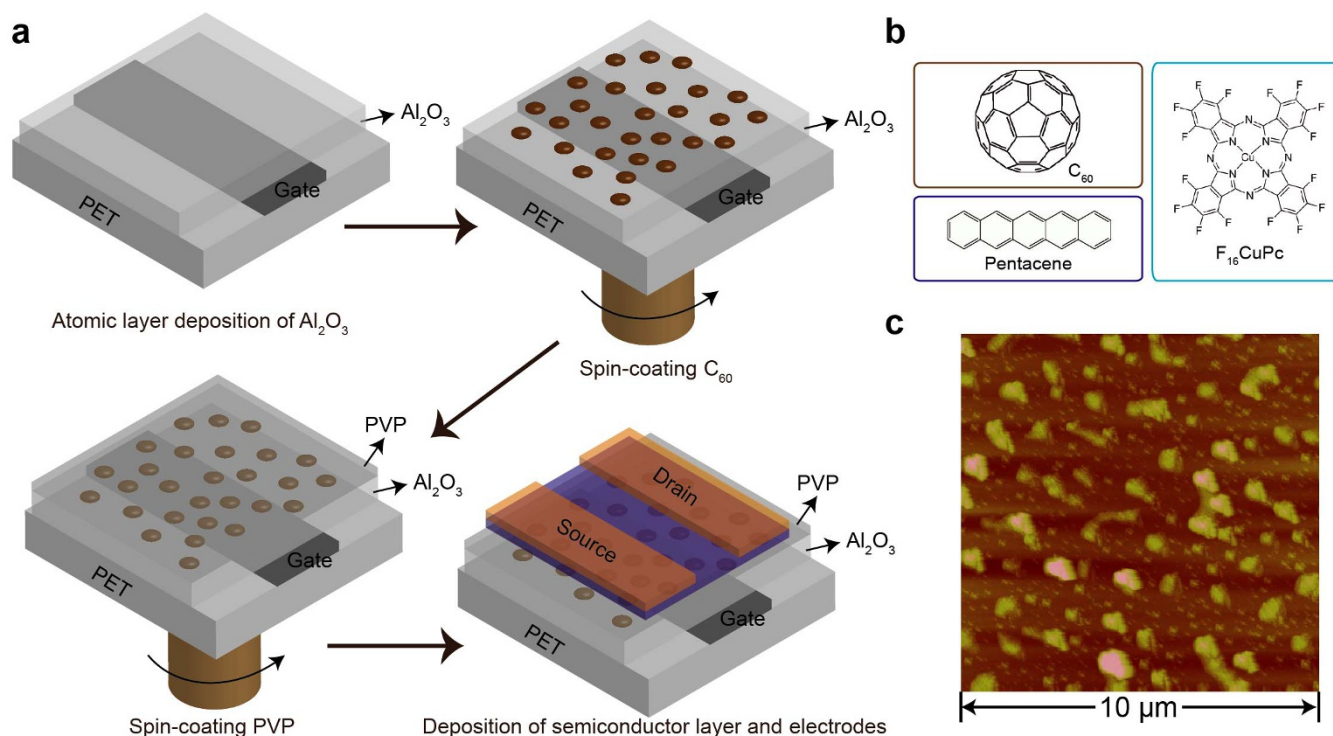 a
Al₂O₃
Gate
PET
Atomic layer deposition of Al₂O₃
Al₂O₃
Gate
PET
Spin-coating C₆₀
PVP
Al₂O₃
Gate
PET
Spin-coating PVP
Drain
Source
PVP
Al₂O₃
Gate
PET
Deposition of semiconductor layer and electrodes
b
C₆₀
Pentacene
F F
F F
F F
F F
N N N
N N
Cu
N N
N
F F
F F
F F
F F
F₁₆CuPc
c
10 µm